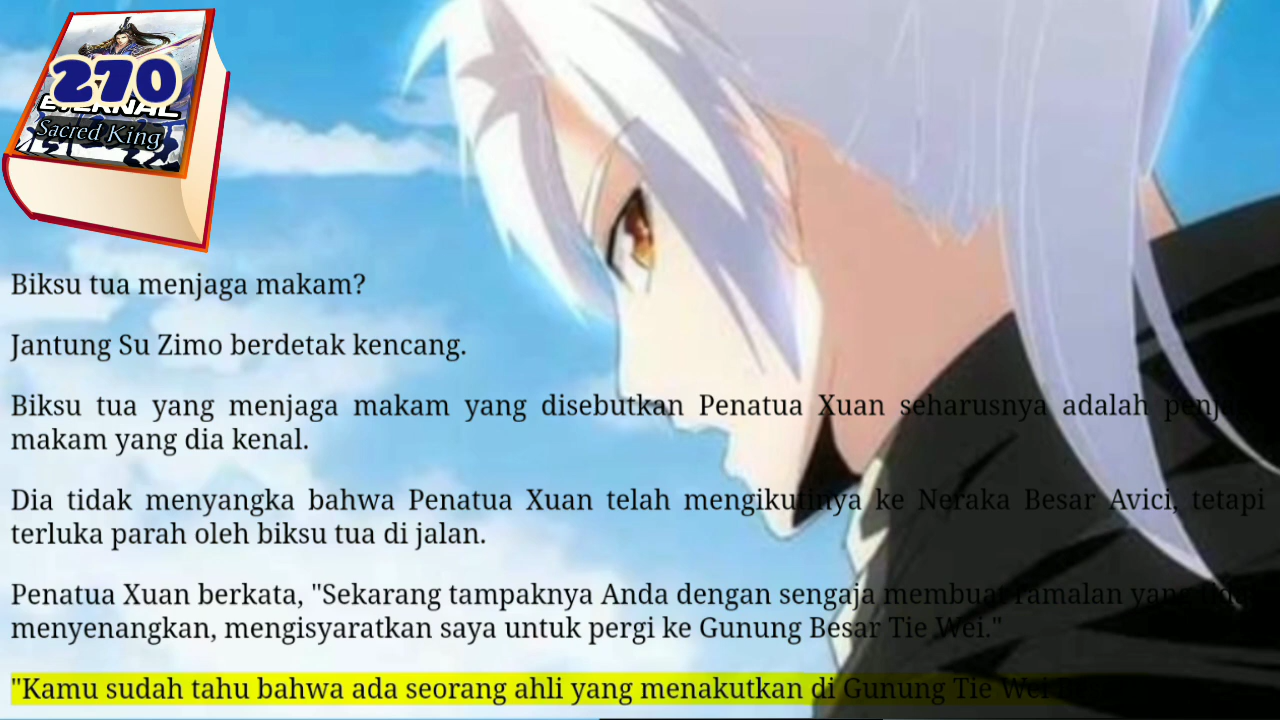 270
ETERNAL
Sacred King
Biksu tua menjaga makam?
Jantung Su Zimo berdetak kencang.
Biksu tua yang menjaga makam yang disebutkan Penatua Xuan seharusnya adalah penjaga
makam yang dia kenal.
Dia tidak menyangka bahwa Penatua Xuan telah mengikutinya ke Neraka Besar Avici, tetapi
terluka parah oleh biksu tua di jalan.
Penatua Xuan berkata, "Sekarang tampaknya Anda dengan sengaja membuat ramalan yang tidak
menyenangkan, mengisyaratkan saya untuk pergi ke Gunung Besar Tie Wei."
"Kamu sudah tahu bahwa ada seorang ahli yang menakutkan di Gunung Tie Wei